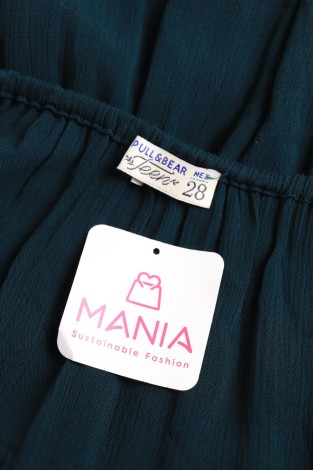 PULL&BEAR
Teen
28
MANIA
Sustainable Fashion